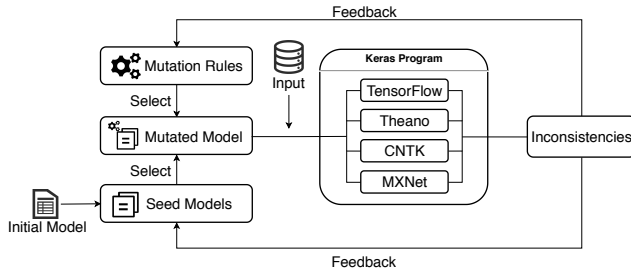 Feedback
Mutation Rules
Keras Program
Input
TensorFlow
Select
Theano
Mutated Model
Inconsistencies
CNTK
Select
MXNet
Seed Models
Initial Model
Feedback